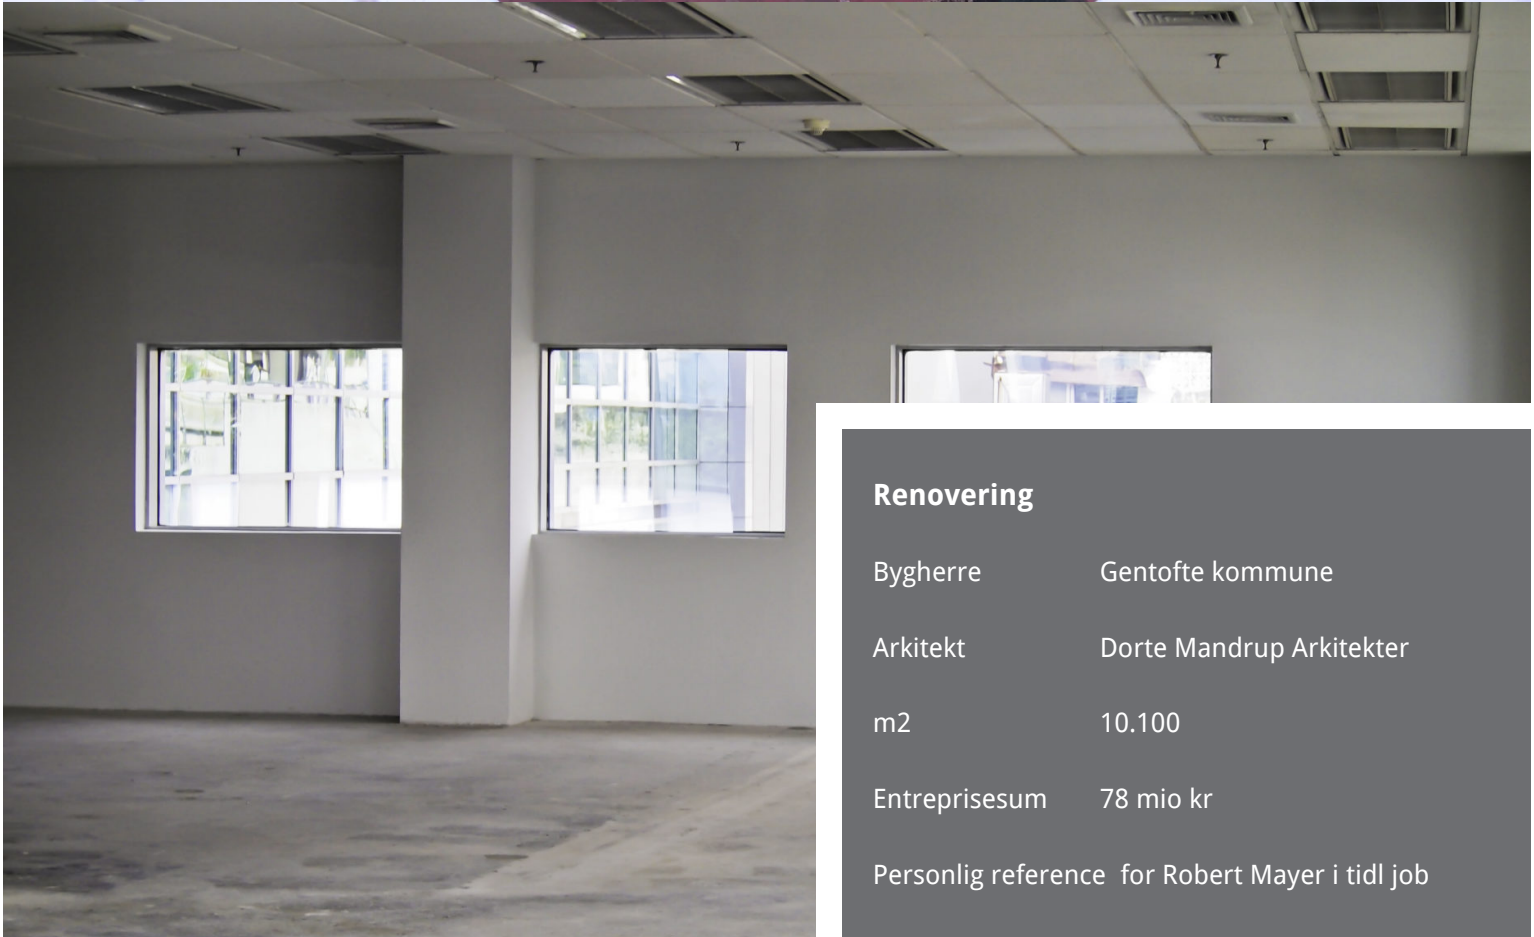 Renovering
Bygherre Gentofte kommune
Arkitekt Dorte Mandrup Arkitekter
m2 10.100
Entreprisesum 78 mio kr
Personlig reference for Robert Mayer i tidl job